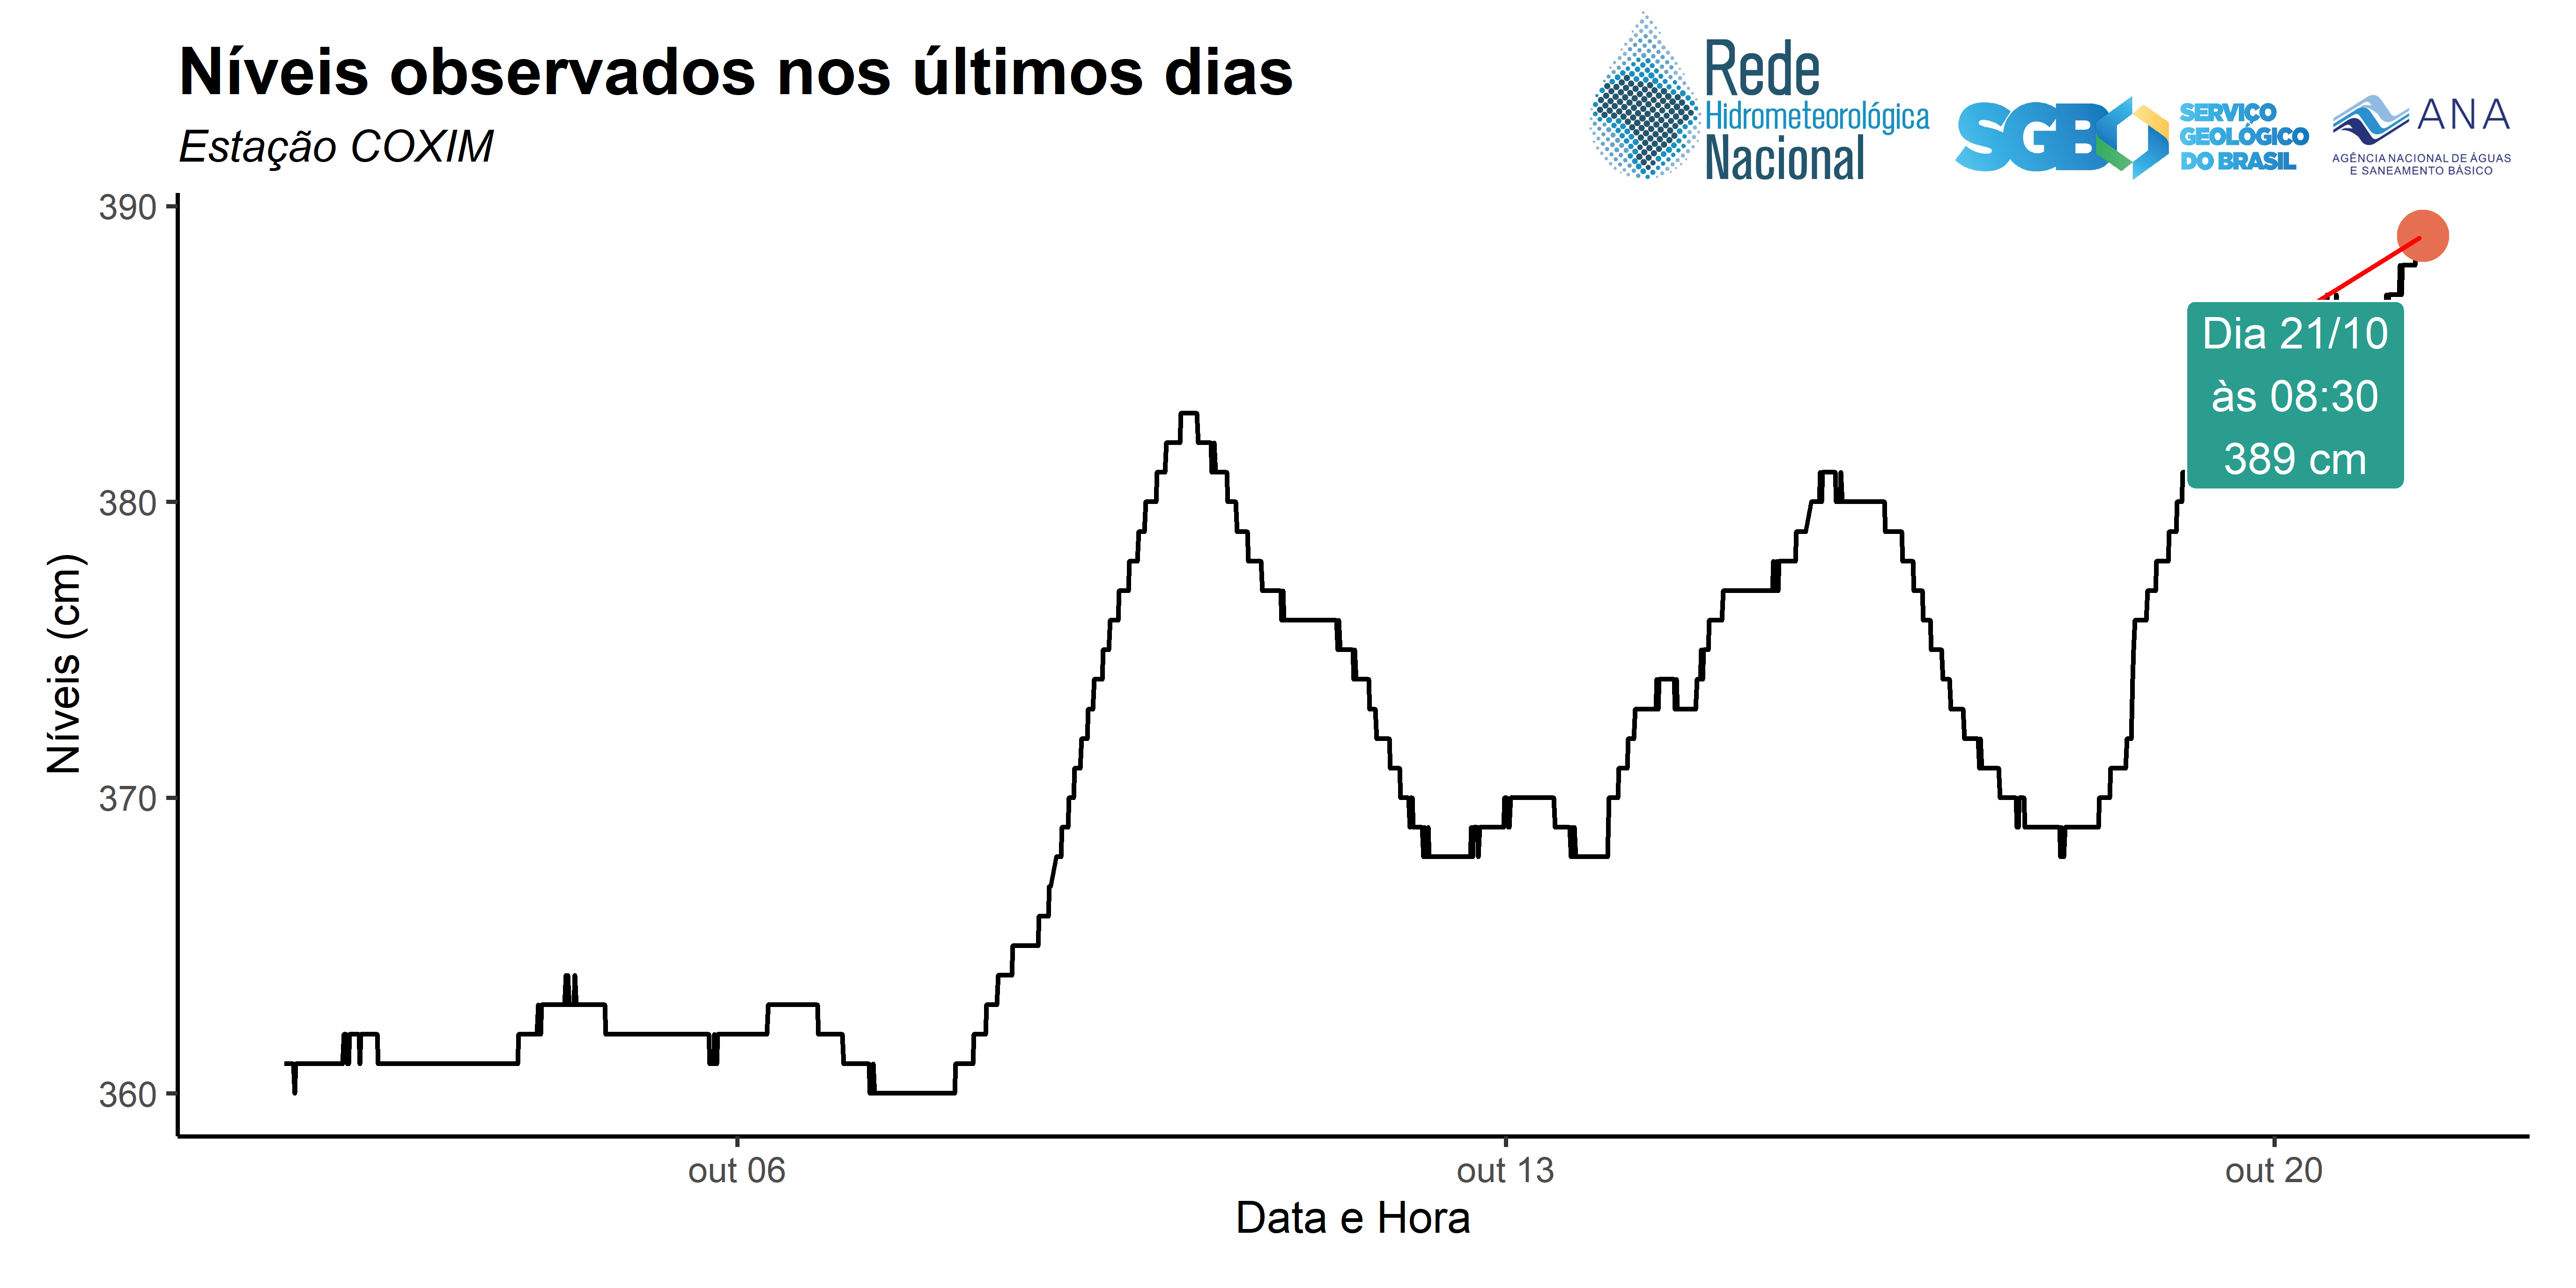 Níveis observados nos últimos dias
Estação COXIM
Rede
Hidrometeorológica
Nacional
SGB
SERVIÇO
GEOLÓGICO
DO BRASIL
ANA
AGÊNCIA NACIONAL DE ÁGUAS
E SANEAMENTO BÁSICO
390
380
370
360
Níveis (cm)
Dia 21/10
às 08:30
389 cm
out 06
out 13
out 20
Data e Hora